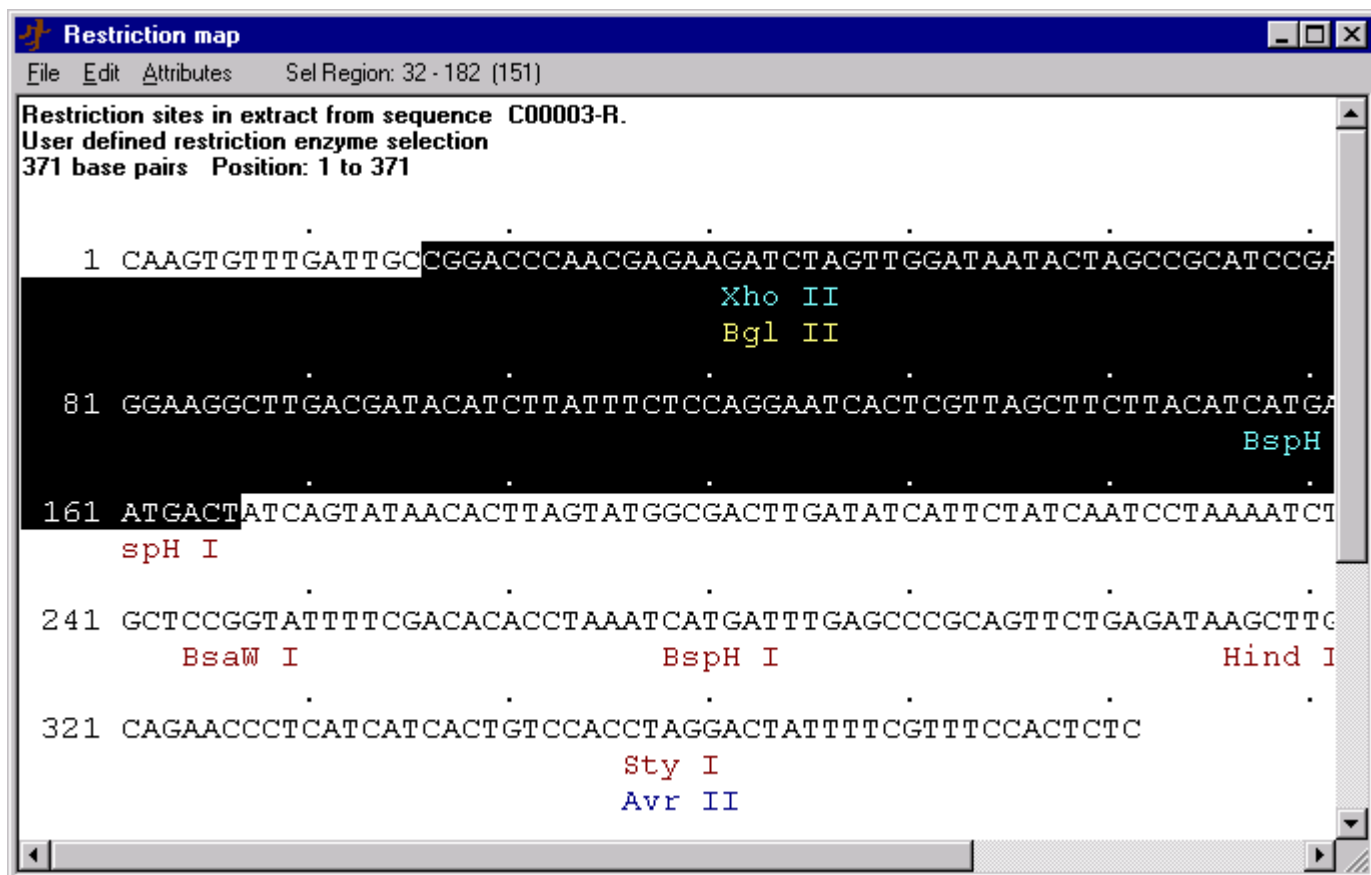 Restriction map
File Edit Attributes Sel Region: 32 - 182 (151)
Restriction sites in extract from sequence C00003-R.
User defined restriction enzyme selection
371 base pairs Position: 1 to 371
. . . . . .
1 CAAGTGTTTGATTGCCGGACCCAACGAGAAGATCTAGTTGGATAATACTAGCCGCATCCGA
Xho II
Bgl II
. . . . . .
81 GGAAGGCTTGACGATACATCTTATTTCTCCAGGAATCACTCGTTAGCTTCTTACATCATGA
BspH
. . . . . .
161 ATGACTATCAGTATAACACTTAGTATGGCGACTTGATATCATTCTATCAATCCTAAAATCT
spH I
. . . . . .
241 GCTCCGGTATTTTCGACACACCTAAATCATGATTTGAGCCCGCAGTTCTGAGATAAGCTTG
BsaW I BspH I Hind I
. . . . . .
321 CAGAACCCTCATCATCACTGTCCACCTAGGACTATTTTCGTTTCCACTCTC
Sty I
Avr II